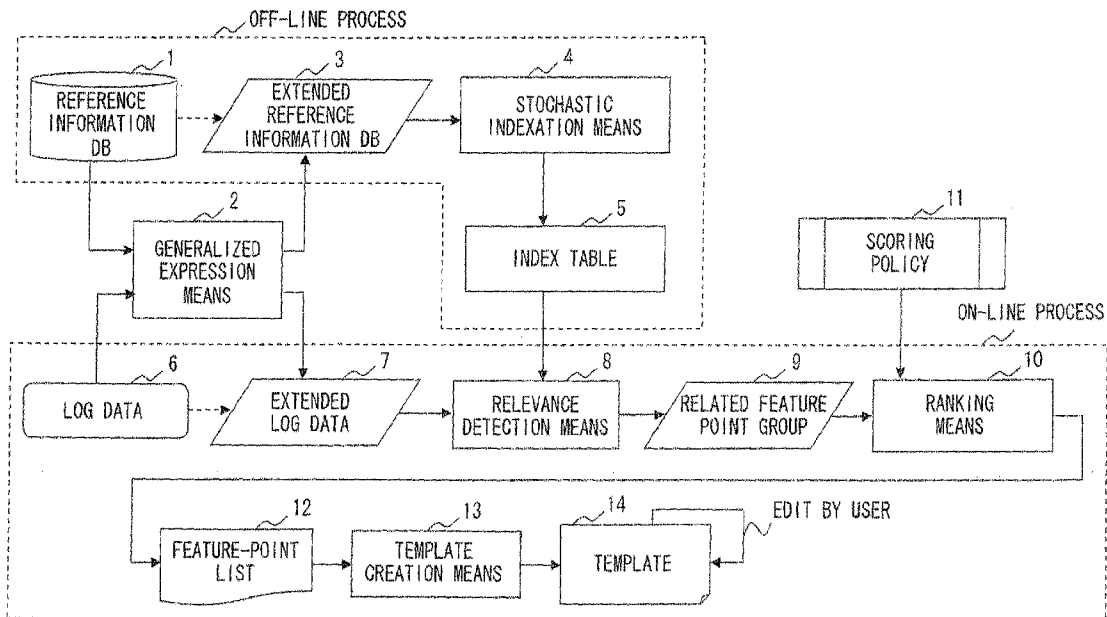 OFF-LINE PROCESS
1
REFERENCE
INFORMATION
DB
3
EXTENDED
REFERENCE
INFORMATION DB
4
STOCHASTIC
INDEXATION MEANS
2
GENERALIZED
EXPRESSION
MEANS
5
INDEX TABLE
11
SCORING
POLICY
ON-LINE PROCESS
6
LOG DATA
7
EXTENDED
LOG DATA
8
RELEVANCE
DETECTION MEANS
9
RELATED FEATURE
POINT GROUP
10
RANKING
MEANS
12
FEATURE-POINT
LIST
13
TEMPLATE
CREATION MEANS
14
TEMPLATE
EDIT BY USER